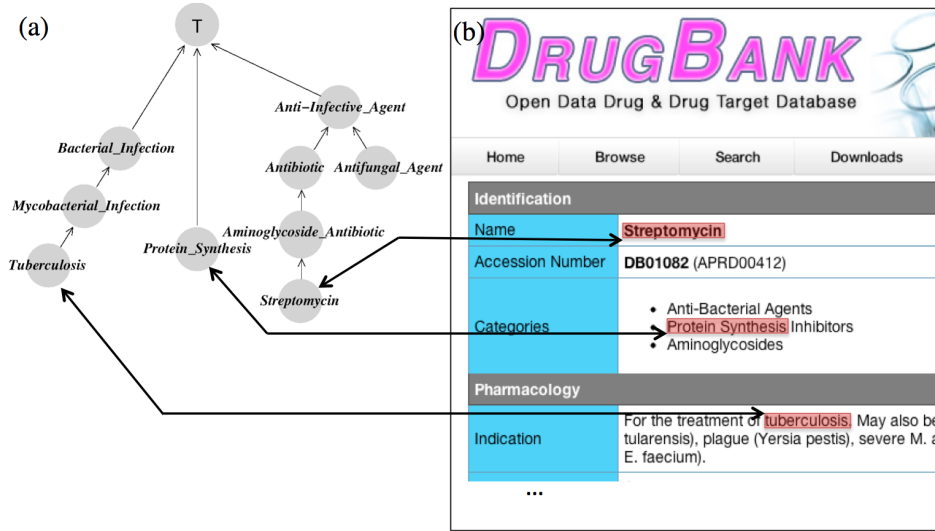 (a)
T
Anti-Infective_Agent
Bacterial_Infection
Antibiotic
Antifungal_Agent
Mycobacterial_Infection
Aminoglycoside_Antibiotic
Protein_Synthesis
Tuberculosis
Streptomycin
(b)
DRUGBANK
Open Data Drug & Drug Target Database
Home Browse Search Downloads
Identification
Name Streptomycin
Accession Number DB01082 (APRD00412)
Categories
• Anti-Bacterial Agents
• Protein Synthesis Inhibitors
• Aminoglycosides
Pharmacology
Indication
For the treatment of tuberculosis. May also be
tularensis), plague (Yersia pestis), severe M. a
E. faecium).
...